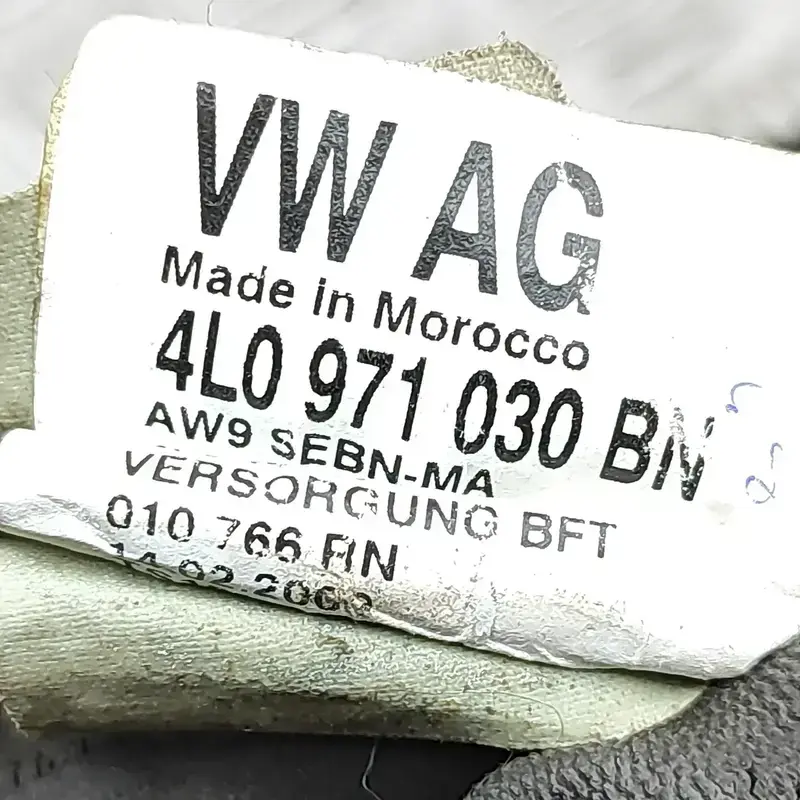 VW AG
Made in Morocco
4L0 971 030 BN
AW9 SEBN-MA
VERSORGUNG BFT
010 766 BN